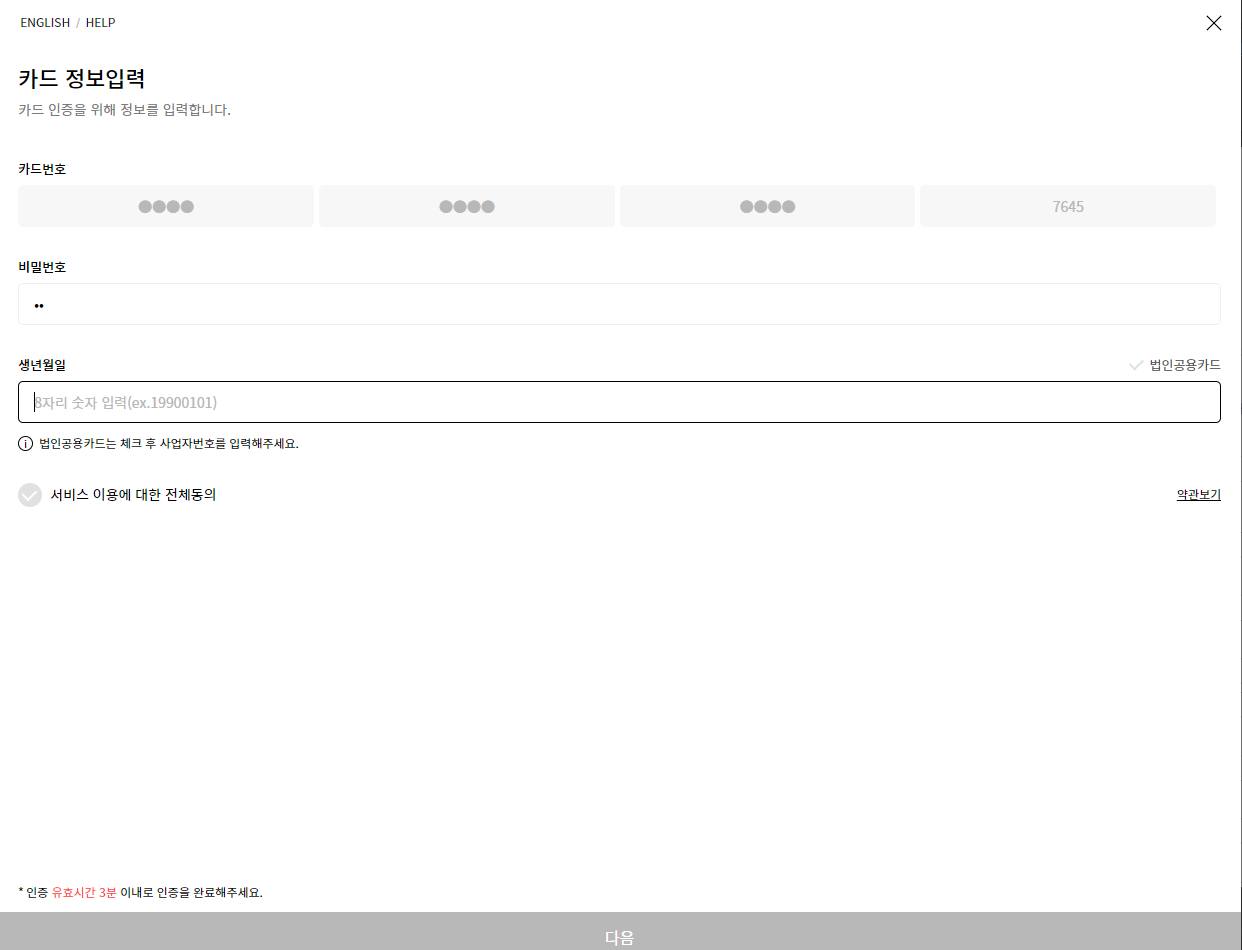 ENGLISH / HELP
카드 정보입력
카드 인증을 위해 정보를 입력합니다.
카드번호
●●●● ●●●● ●●●● 7645
비밀번호
••
생년월일 법인공용카드
8자리 숫자 입력(ex.19900101)
법인공용카드는 체크 후 사업자번호를 입력해주세요.
서비스 이용에 대한 전체동의 약관보기
* 인증 유효시간 3분 이내로 인증을 완료해주세요.
다음